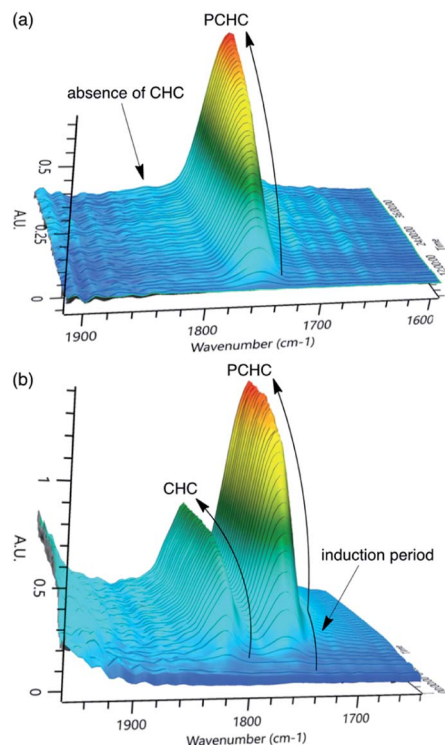 (a)
PCHC
absence of CHC
0.5
0.25
0
A.U.
1900
1800
1700
1600
Wavenumber (cm-1)
Time
(b)
PCHC
CHC
induction period
1
0.5
0
A.U.
1900
1800
1700
Wavenumber (cm-1)